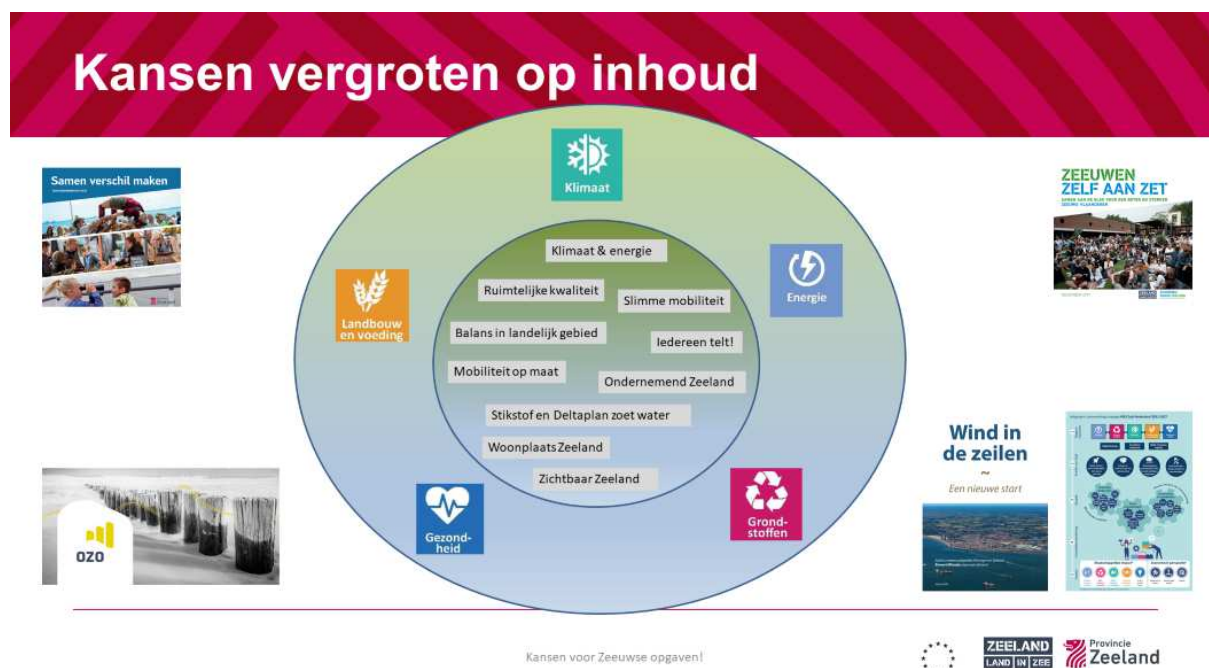 Kansen vergroten op inhoud
Samen verschil maken
Klimaat
ZEEUWEN
ZELF AAN ZET
Klimaat & energie
Ruimtelijke kwaliteit
Slimme mobiliteit
Energie
Landbouw
en voeding
Balans in landelijk gebied
Iedereen telt!
Mobiliteit op maat
Ondernemend Zeeland
Stikstof en Deltaplan zoet water
Woonplaats Zeeland
Zichtbaar Zeeland
Wind in
de zeilen
~
Een nieuwe start
ozo
Gezond-
heid
Grond-
stoffen
Kansen voor Zeeuwse opgaven!
ZEELAND
LAND IN ZEE
Provincie
Zeeland